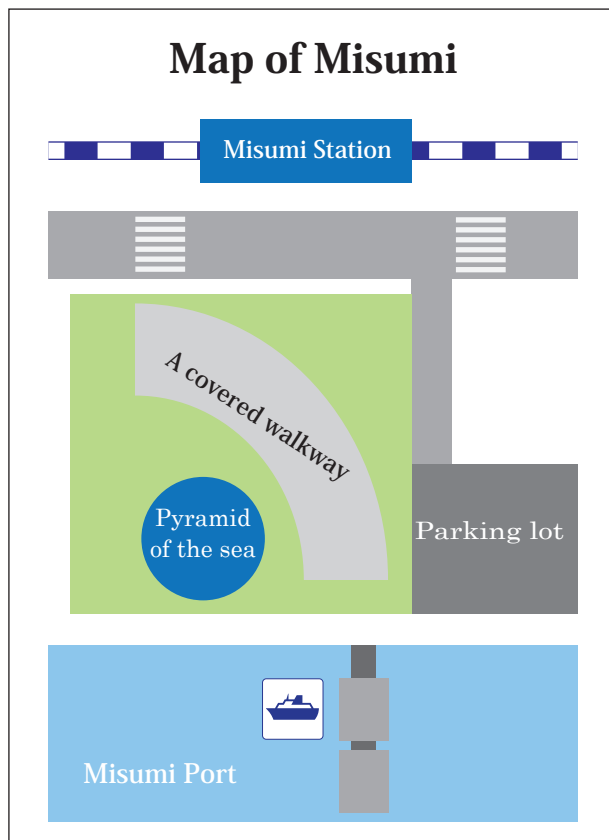 Map of Misumi
Misumi Station
A covered walkway
Pyramid
of the sea
Parking lot
Misumi Port